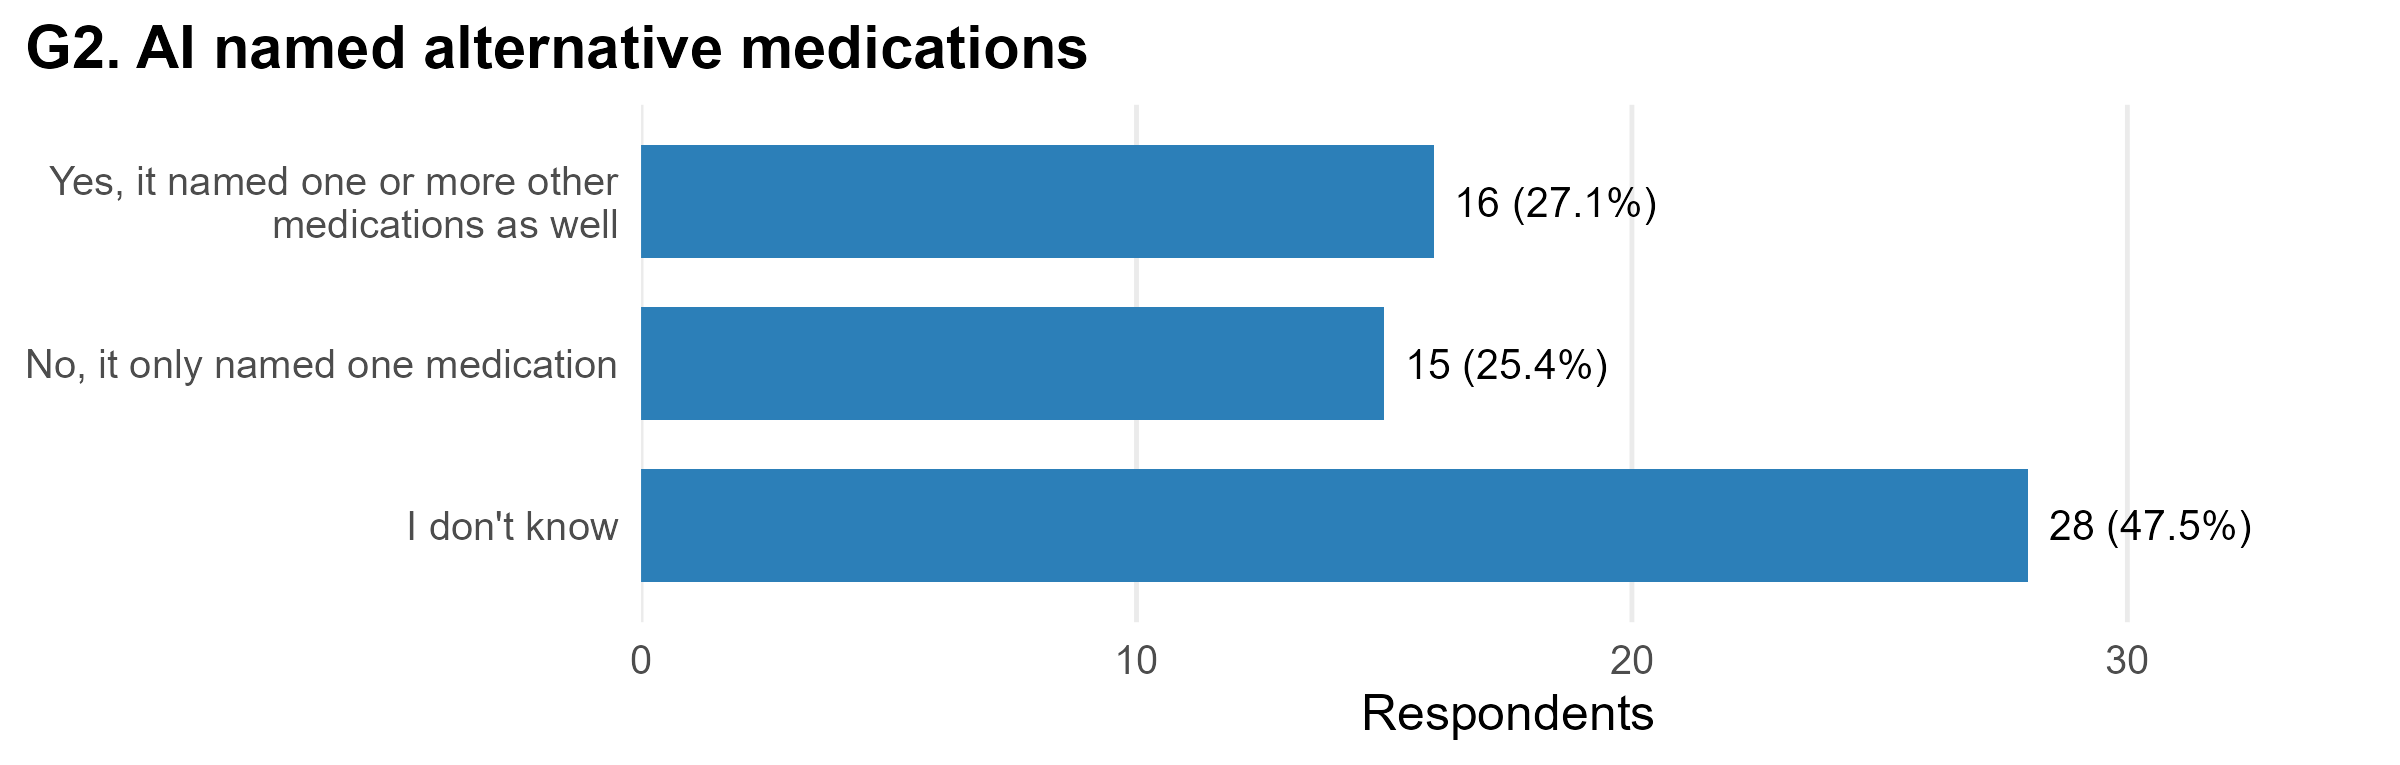 G2. AI named alternative medications
Yes, it named one or more other
medications as well
16 (27.1%)
No, it only named one medication
15 (25.4%)
I don't know
28 (47.5%)
0
10
20
30
Respondents